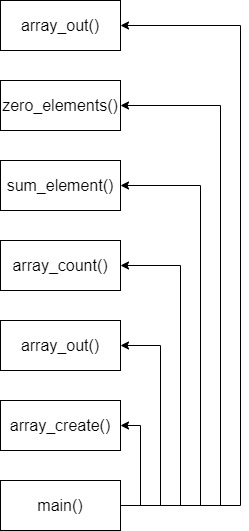 array_out()
zero_elements()
sum_element()
array_count()
array_out()
array_create()
main()